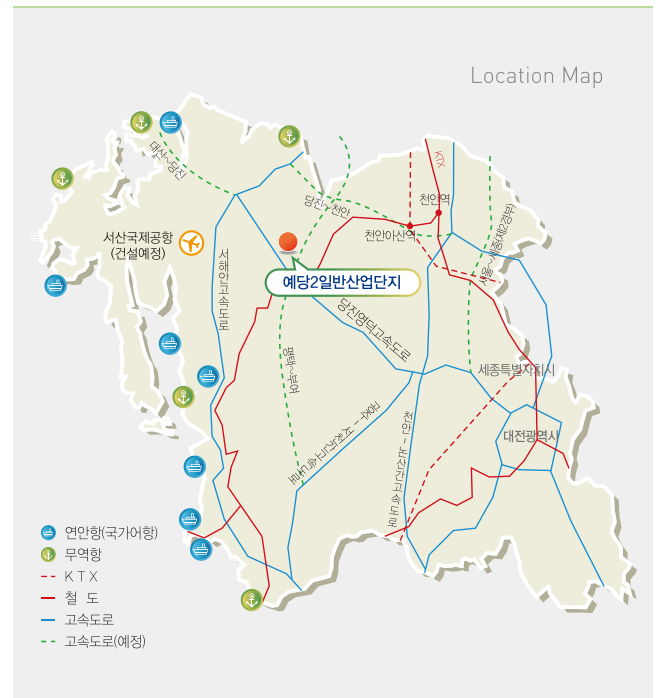 Location Map
대산~당진
KTX
당진~천안
천안역
천안아산역
서산국제공항
(건설예정)
서울~세종(제2경부)
서해안고속도로
예당2일반산업단지
당진영덕고속도로
평택~부여
세종특별자치시
공주~서천간고속도로
천안~논산간고속도로
대전광역시
연안항(국가어항)
무역항
K T X
철 도
고속도로
고속도로(예정)